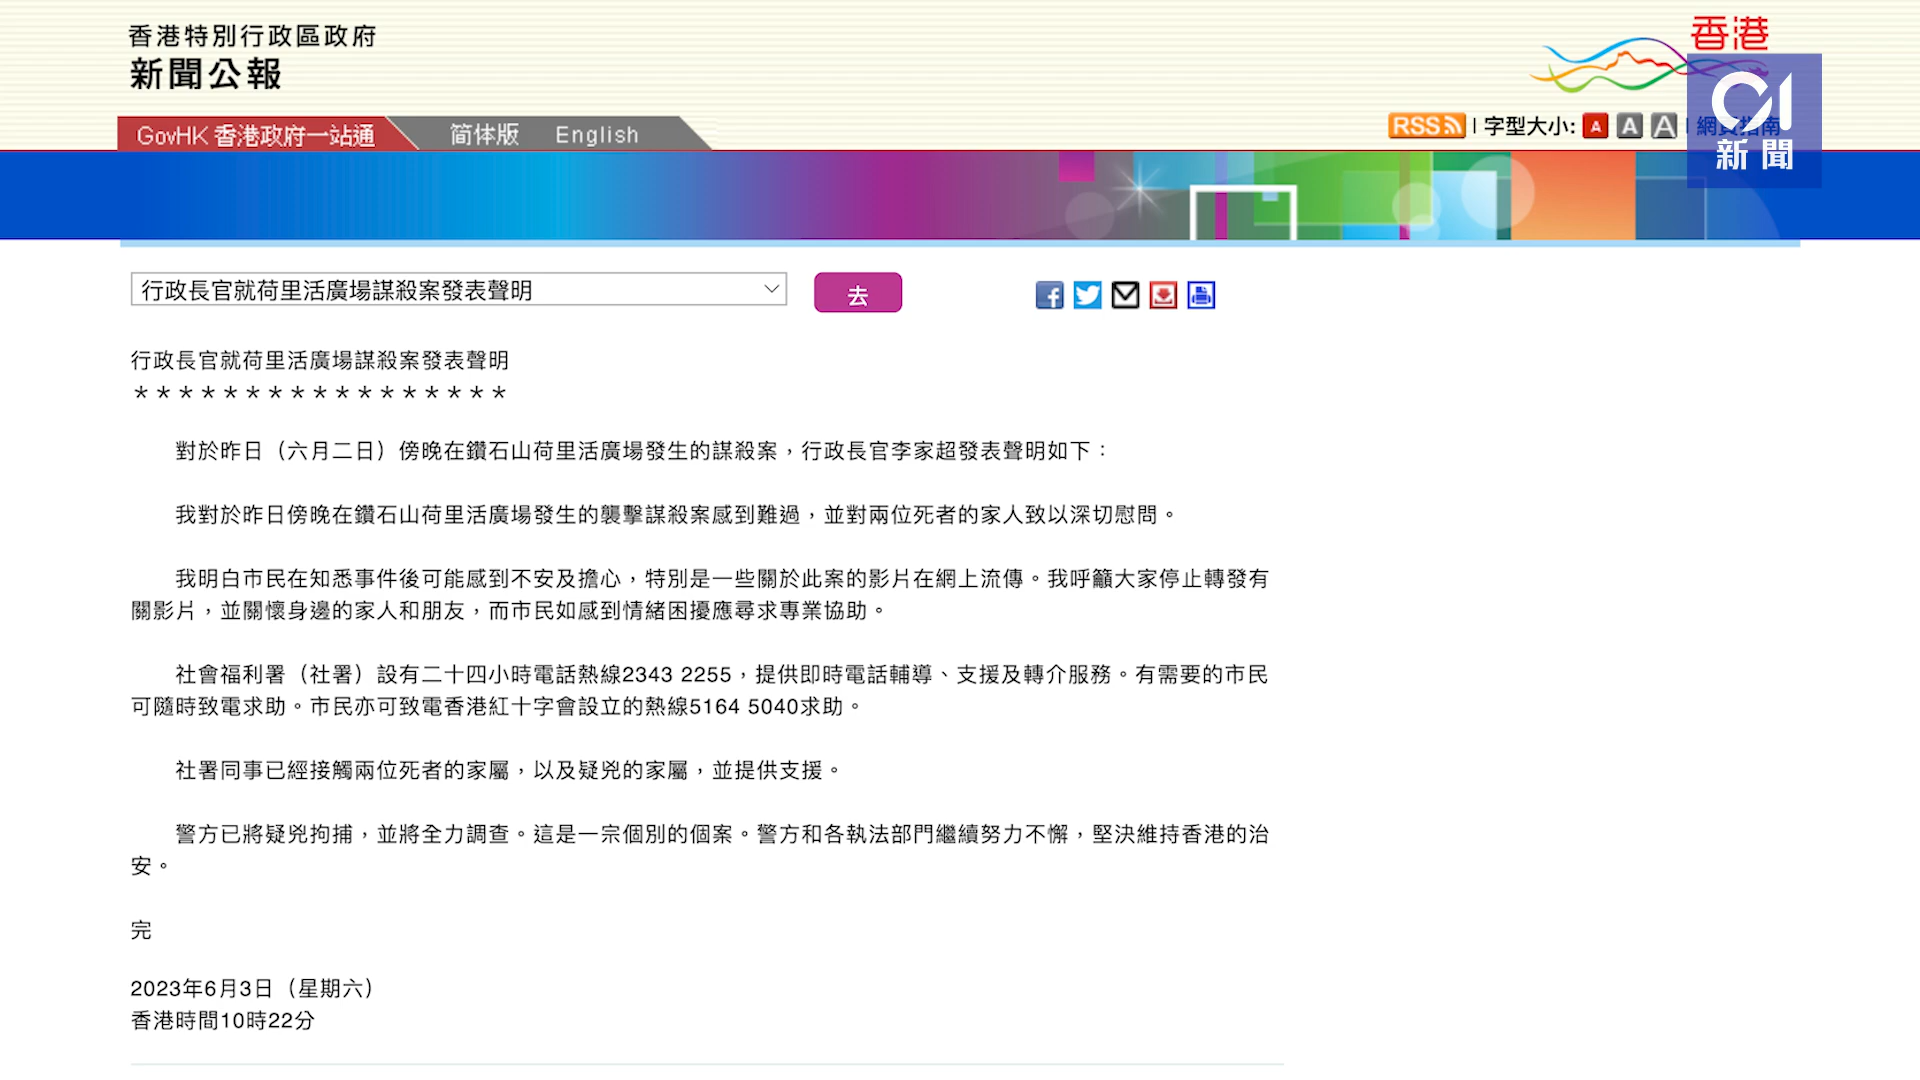 香港特別行政區政府
新聞公報
香港
01
新聞
GovHK 香港政府一站通
简体版
English
RSS
字型大小:
A
A
A
網頁指南
行政長官就荷里活廣場謀殺案發表聲明
去
行政長官就荷里活廣場謀殺案發表聲明
*****************
對於昨日（六月二日）傍晚在鑽石山荷里活廣場發生的謀殺案，行政長官李家超發表聲明如下：
我對於昨日傍晚在鑽石山荷里活廣場發生的襲擊謀殺案感到難過，並對兩位死者的家人致以深切慰問。
我明白市民在知悉事件後可能感到不安及擔心，特別是一些關於此案的影片在網上流傳。我呼籲大家停止轉發有
關影片，並關懷身邊的家人和朋友，而市民如感到情緒困擾應尋求專業協助。
社會福利署（社署）設有二十四小時電話熱線2343 2255，提供即時電話輔導、支援及轉介服務。有需要的市民
可隨時致電求助。市民亦可致電香港紅十字會設立的熱線5164 5040求助。
社署同事已經接觸兩位死者的家屬，以及疑兇的家屬，並提供支援。
警方已將疑兇拘捕，並將全力調查。這是一宗個別的個案。警方和各執法部門繼續努力不懈，堅決維持香港的治
安。
完
2023年6月3日（星期六）
香港時間10時22分